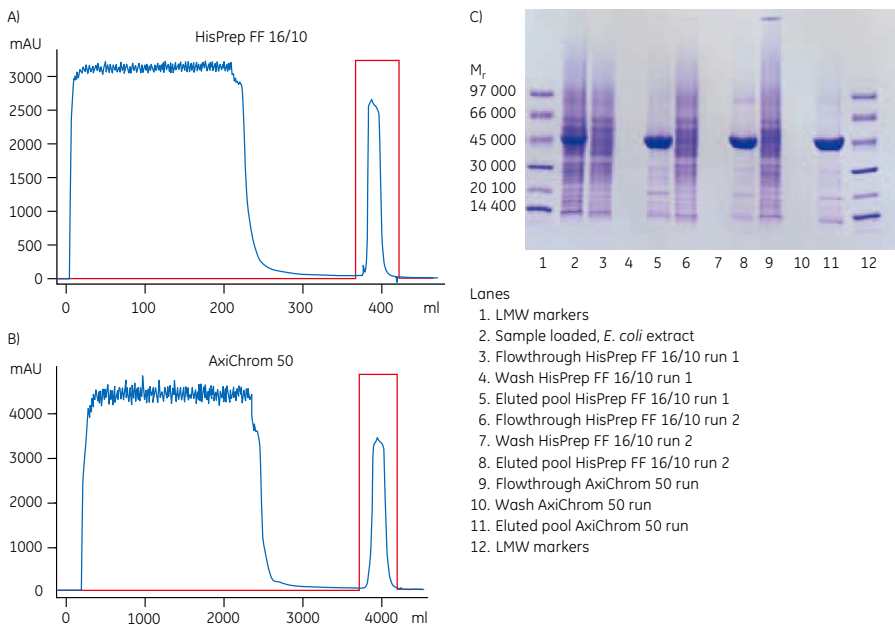 A)
HisPrep FF 16/10
mAU
3000
2500
2000
1500
1000
500
0
0 100 200 300 400 ml
B)
AxiChrom 50
mAU
4000
3000
2000
1000
0
0 1000 2000 3000 4000 ml
C)
Mr
97 000
66 000
45 000
30 000
20 100
14 400
1 2 3 4 5 6 7 8 9 10 11 12
Lanes
1. LMW markers
2. Sample loaded, E. coli extract
3. Flowthrough HisPrep FF 16/10 run 1
4. Wash HisPrep FF 16/10 run 1
5. Eluted pool HisPrep FF 16/10 run 1
6. Flowthrough HisPrep FF 16/10 run 2
7. Wash HisPrep FF 16/10 run 2
8. Eluted pool HisPrep FF 16/10 run 2
9. Flowthrough AxiChrom 50 run
10. Wash AxiChrom 50 run
11. Eluted pool AxiChrom 50 run
12. LMW markers